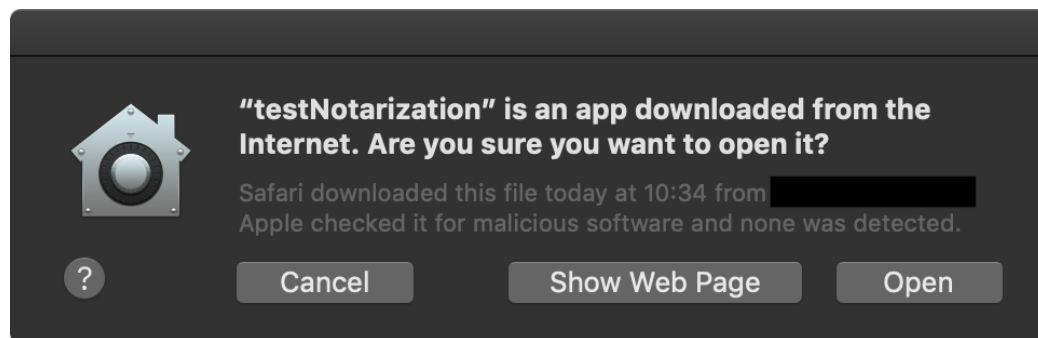 “testNotarization” is an app downloaded from the
Internet. Are you sure you want to open it?
Safari downloaded this file today at 10:34 from
Apple checked it for malicious software and none was detected.
?
Cancel
Show Web Page
Open